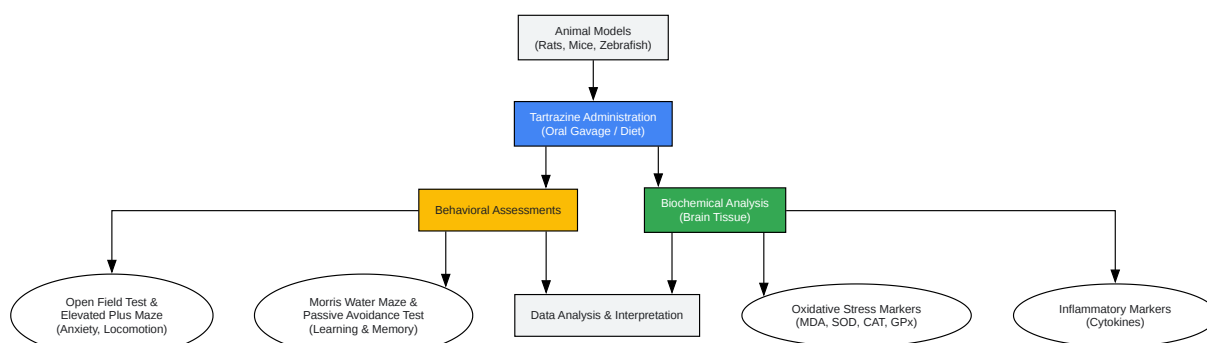 Animal Models
(Rats, Mice, Zebrafish)
Tartrazine Administration
(Oral Gavage / Diet)
Behavioral Assessments
Biochemical Analysis
(Brain Tissue)
Open Field Test &
Elevated Plus Maze
(Anxiety, Locomotion)
Morris Water Maze &
Passive Avoidance Test
(Learning & Memory)
Data Analysis & Interpretation
Oxidative Stress Markers
(MDA, SOD, CAT, GPx)
Inflammatory Markers
(Cytokines)